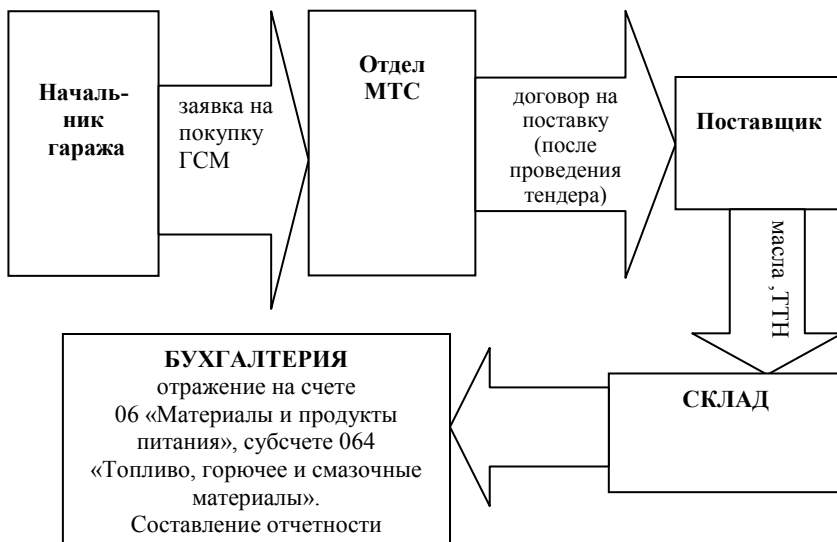 Началь-
ник
гаража
заявка на
покупку
ГСМ
Отдел
МТС
договор на
поставку
(после
проведения
тендера)
Поставщик
масла ,ТТН
СКЛАД
БУХГАЛТЕРИЯ
отражение на счете
06 «Материалы и продукты
питания», субсчете 064
«Топливо, горючее и смазочные
материалы».
Составление отчетности